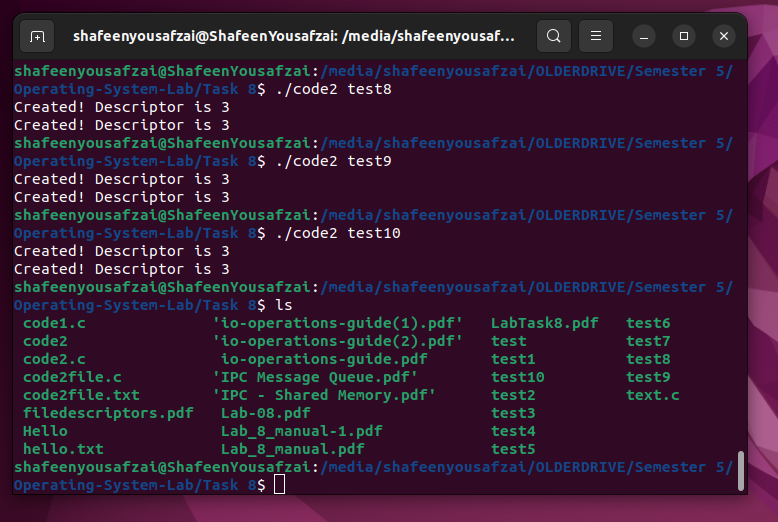 shafeenyousafzai@ShafeenYousafzai: /media/shafeenyousaf...
shafeenyousafzai@ShafeenYousafzai:/media/shafeenyousafzai/OLDERDRIVE/Semester 5/
Operating-System-Lab/Task 8$ ./code2 test8
Created! Descriptor is 3
Created! Descriptor is 3
shafeenyousafzai@ShafeenYousafzai:/media/shafeenyousafzai/OLDERDRIVE/Semester 5/
Operating-System-Lab/Task 8$ ./code2 test9
Created! Descriptor is 3
Created! Descriptor is 3
shafeenyousafzai@ShafeenYousafzai:/media/shafeenyousafzai/OLDERDRIVE/Semester 5/
Operating-System-Lab/Task 8$ ./code2 test10
Created! Descriptor is 3
Created! Descriptor is 3
shafeenyousafzai@ShafeenYousafzai:/media/shafeenyousafzai/OLDERDRIVE/Semester 5/
Operating-System-Lab/Task 8$ ls
code1.c 'io-operations-guide(1).pdf' LabTask8.pdf test6
code2 'io-operations-guide(2).pdf' test test7
code2.c io-operations-guide.pdf test1 test8
code2file.c 'IPC Message Queue.pdf' test10 test9
code2file.txt 'IPC - Shared Memory.pdf' test2 text.c
filedescriptors.pdf Lab-08.pdf test3
Hello Lab_8_manual-1.pdf test4
hello.txt Lab_8_manual.pdf test5
shafeenyousafzai@ShafeenYousafzai:/media/shafeenyousafzai/OLDERDRIVE/Semester 5/
Operating-System-Lab/Task 8$